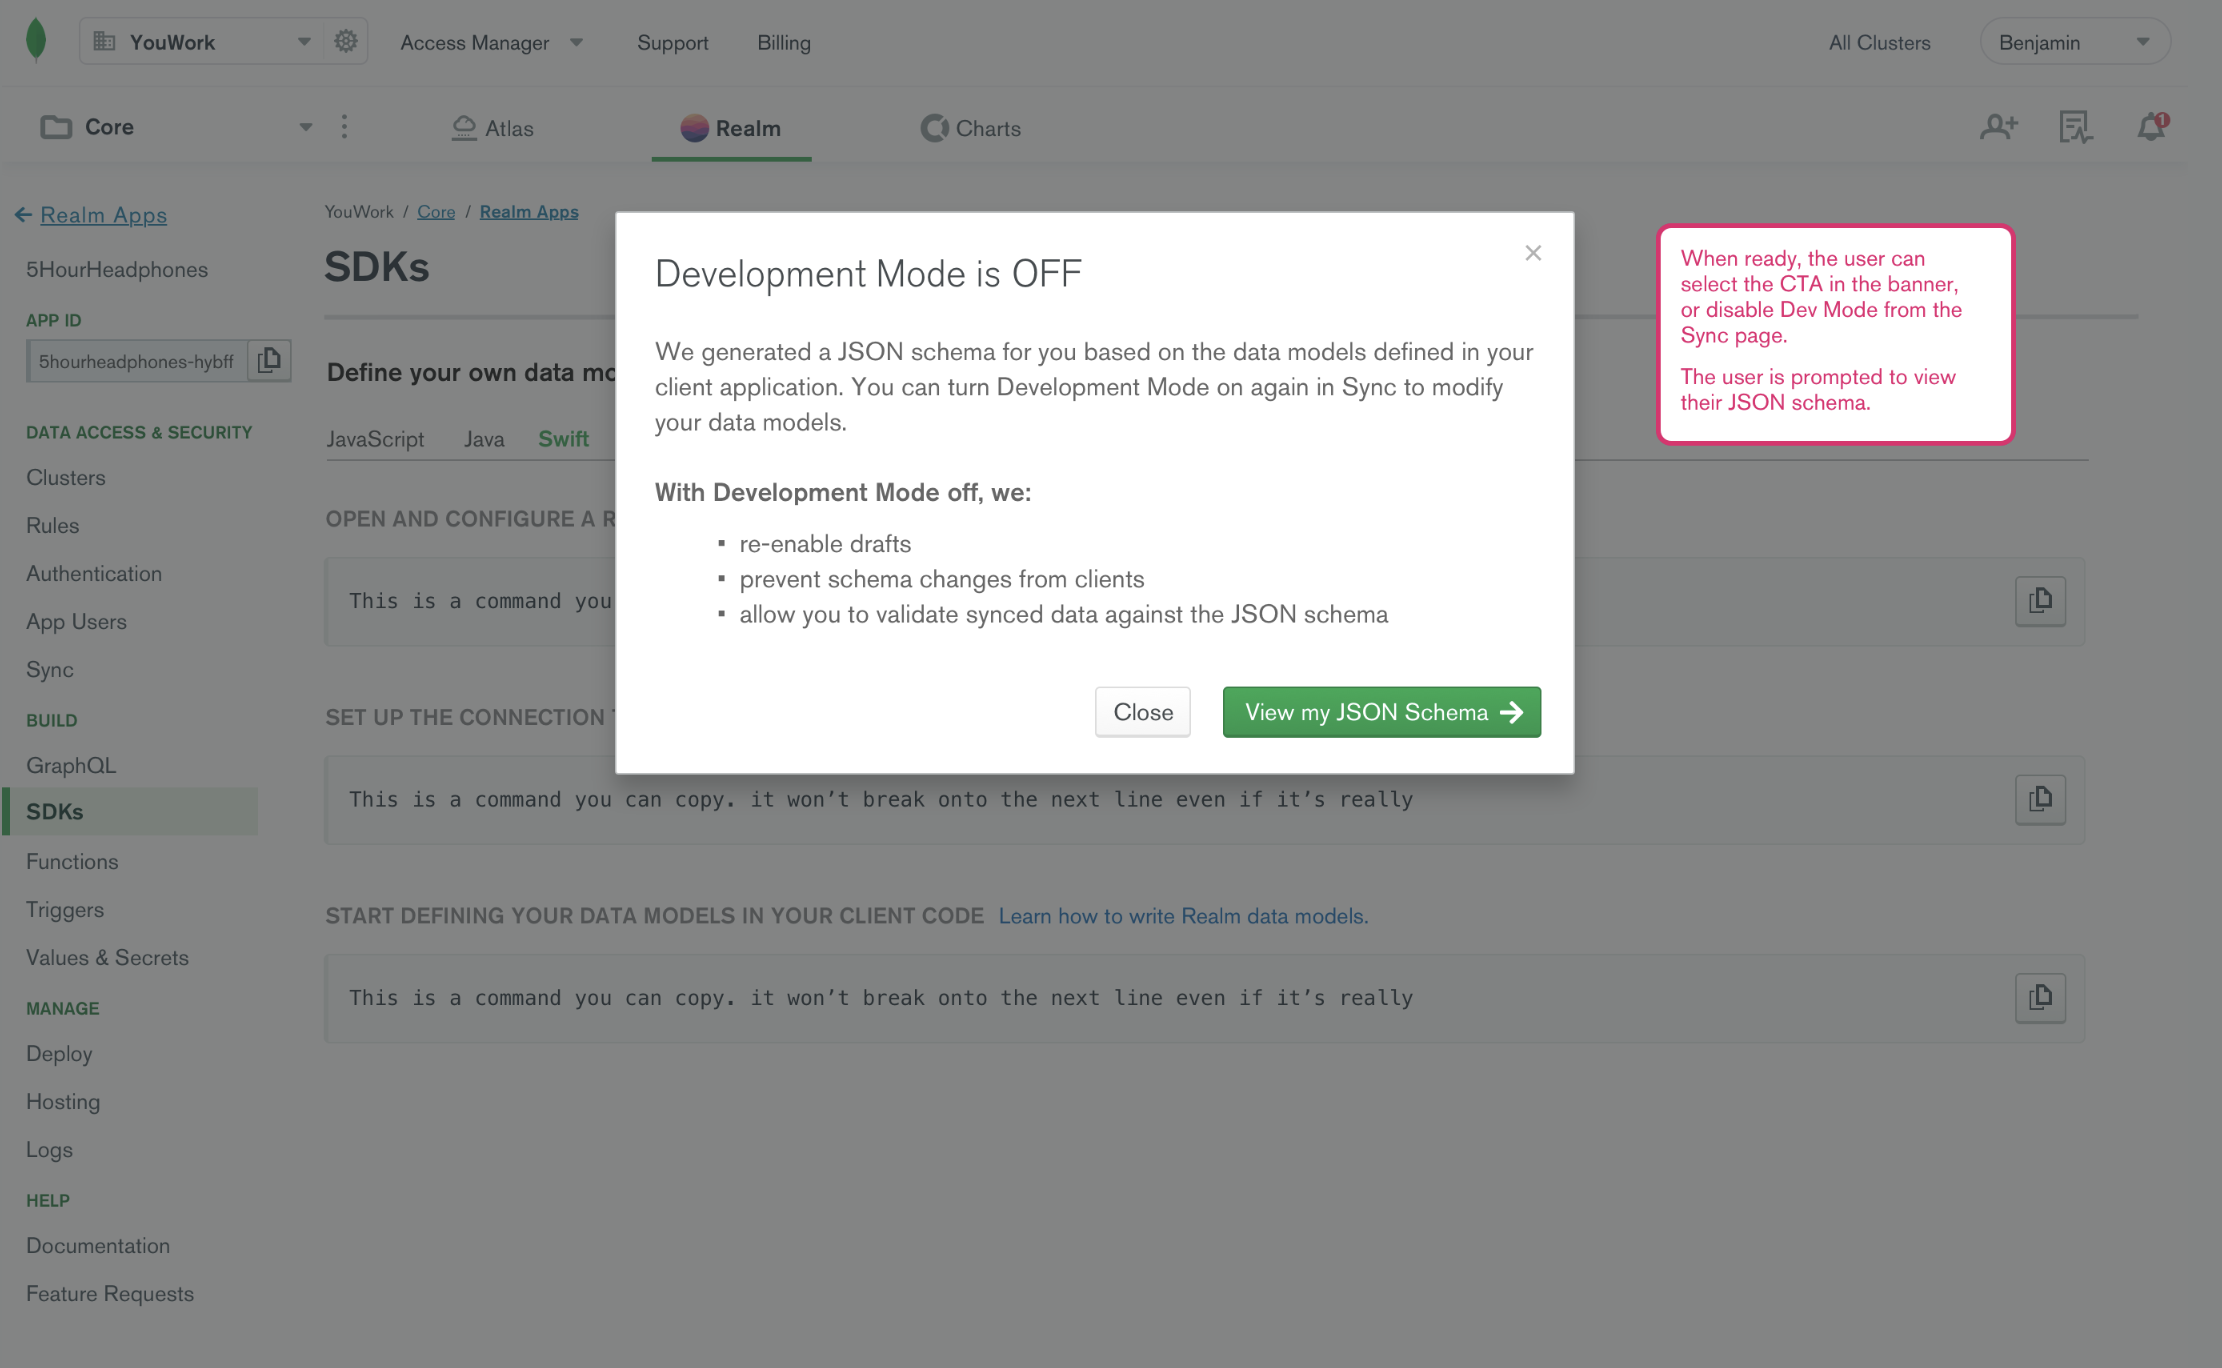 YouWork
Access Manager
Support
Billing
All Clusters
Benjamin
Core
Atlas
Realm
Charts
1
Realm Apps
5HourHeadphones
APP ID
5hourheadphones-hybff
DATA ACCESS & SECURITY
Clusters
Rules
Authentication
App Users
Sync
BUILD
GraphQL
SDKs
Functions
Triggers
Values & Secrets
MANAGE
Deploy
Hosting
Logs
HELP
Documentation
Feature Requests
YouWork / Core / Realm Apps
SDKs
Define your own data mo
JavaScript Java Swift
OPEN AND CONFIGURE A R
This is a command you
SET UP THE CONNECTION
This is a command you can copy. it won’t break onto the next line even if it’s really
START DEFINING YOUR DATA MODELS IN YOUR CLIENT CODE Learn how to write Realm data models.
This is a command you can copy. it won’t break onto the next line even if it’s really
Development Mode is OFF
We generated a JSON schema for you based on the data models defined in your
client application. You can turn Development Mode on again in Sync to modify
your data models.
With Development Mode off, we:
▪ re-enable drafts
▪ prevent schema changes from clients
▪ allow you to validate synced data against the JSON schema
Close
View my JSON Schema
When ready, the user can
select the CTA in the banner,
or disable Dev Mode from the
Sync page.
The user is prompted to view
their JSON schema.